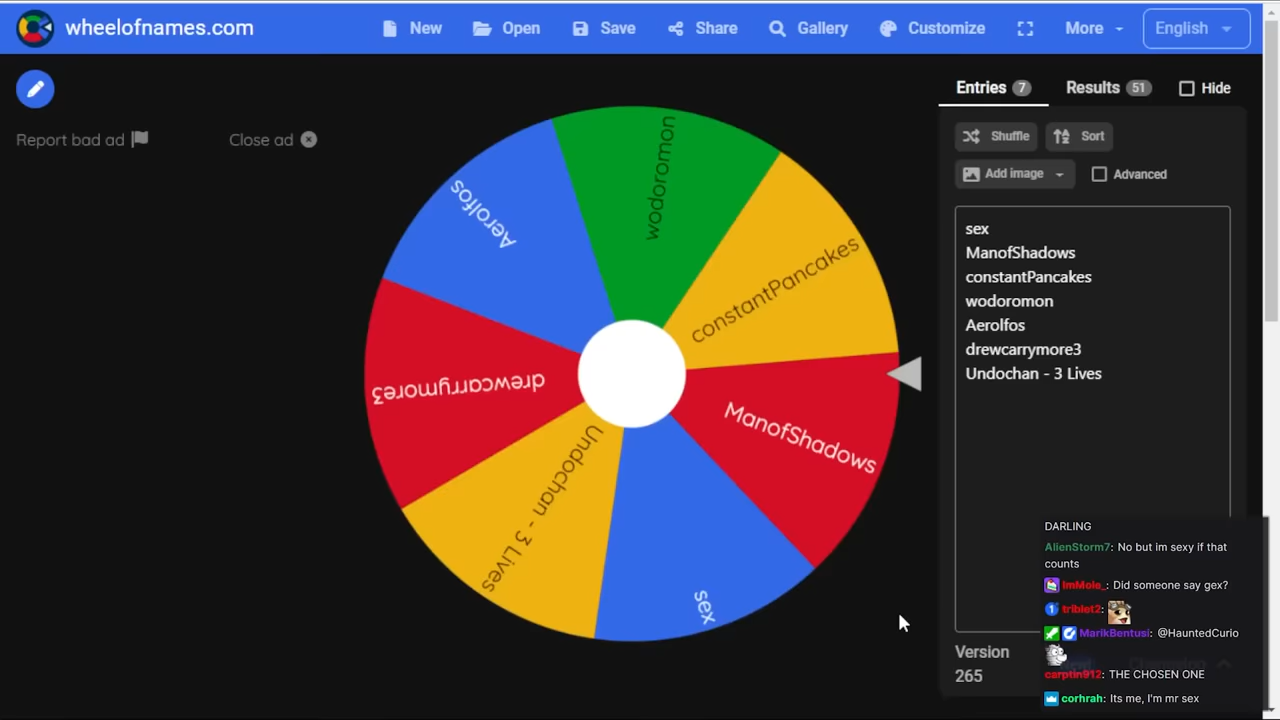 wheelofnames.com
New
Open
Save
Share
Gallery
Customize
More
English
Report bad ad
Close ad
Entries 7
Results 51
Hide
Shuffle
Sort
Add image
Advanced
sex
ManofShadows
constantPancakes
wodoromon
Aerolfos
drewcarrymore3
Undochan - 3 Lives
wodoromon
constantPancakes
ManofShadows
sex
Undochan - 3 Lives
drewcarrymore3
Aerolfos
Version
265
DARLING
AlienStorm7: No but im sexy if that
counts
ImMole_: Did someone say gex?
triblet2:
MarikBentusi: @HauntedCurio
carptin912: THE CHOSEN ONE
corhrah: Its me, I'm mr sex